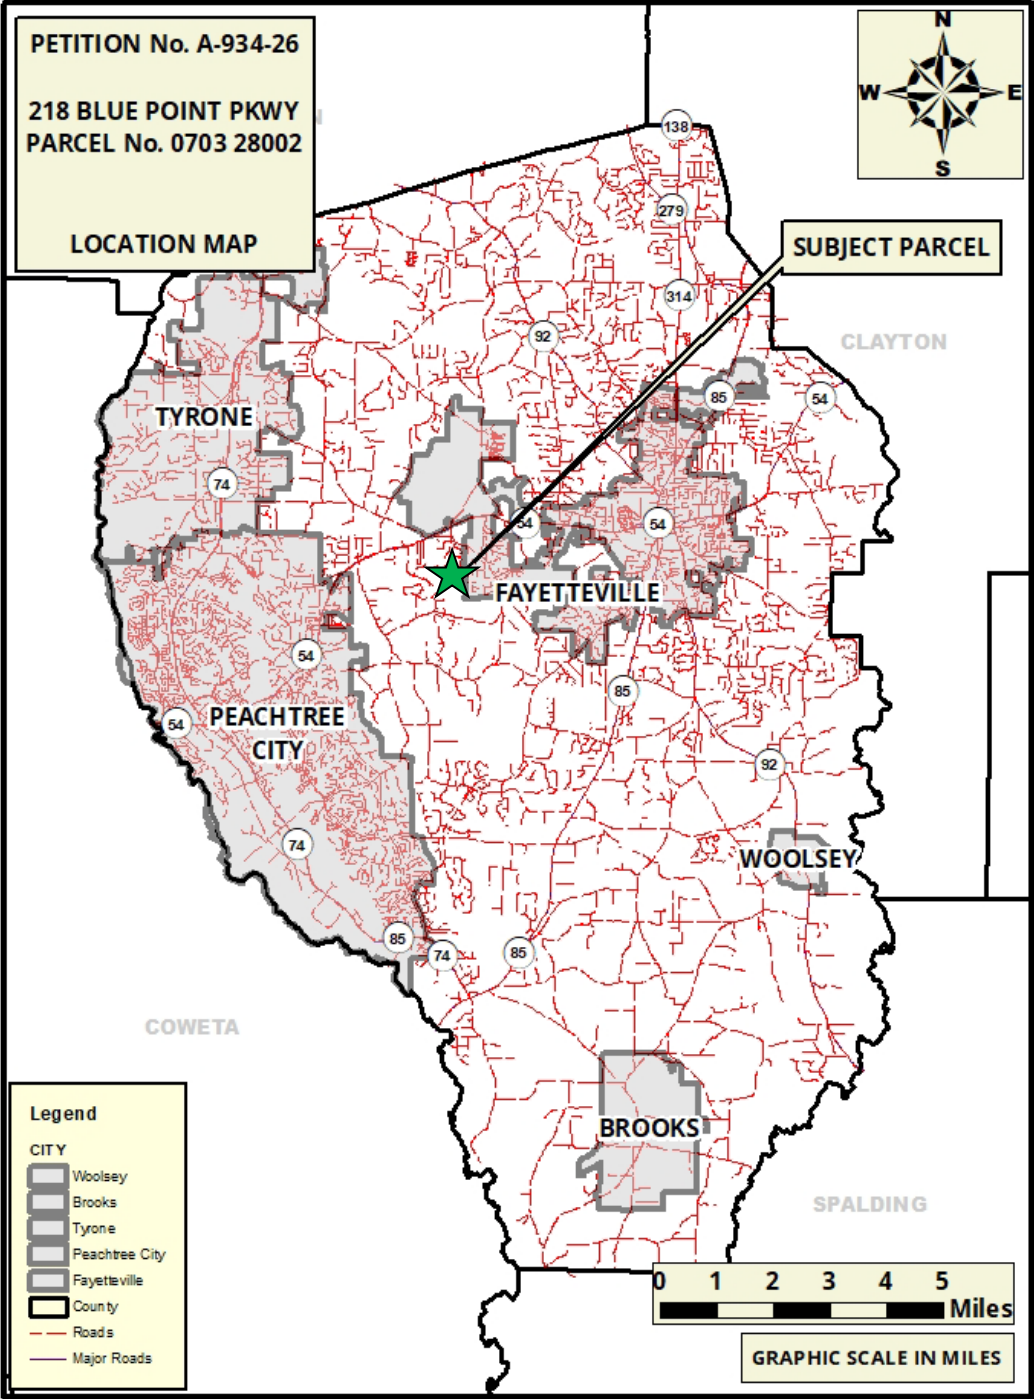 PETITION No. A-934-26
218 BLUE POINT PKWY
PARCEL No. 0703 28002
LOCATION MAP
N
W
E
S
138
279
SUBJECT PARCEL
314
92
CLAYTON
85
54
TYRONE
74
54
54
FAYETTEVILLE
54
85
54
PEACHTREE
CITY
92
74
WOOLSEY
85
74
85
COWETA
BROOKS
SPALDING
Legend
CITY
Woolsey
Brooks
Tyrone
Peachtree City
Fayetteville
County
Roads
Major Roads
0 1 2 3 4 5
Miles
GRAPHIC SCALE IN MILES